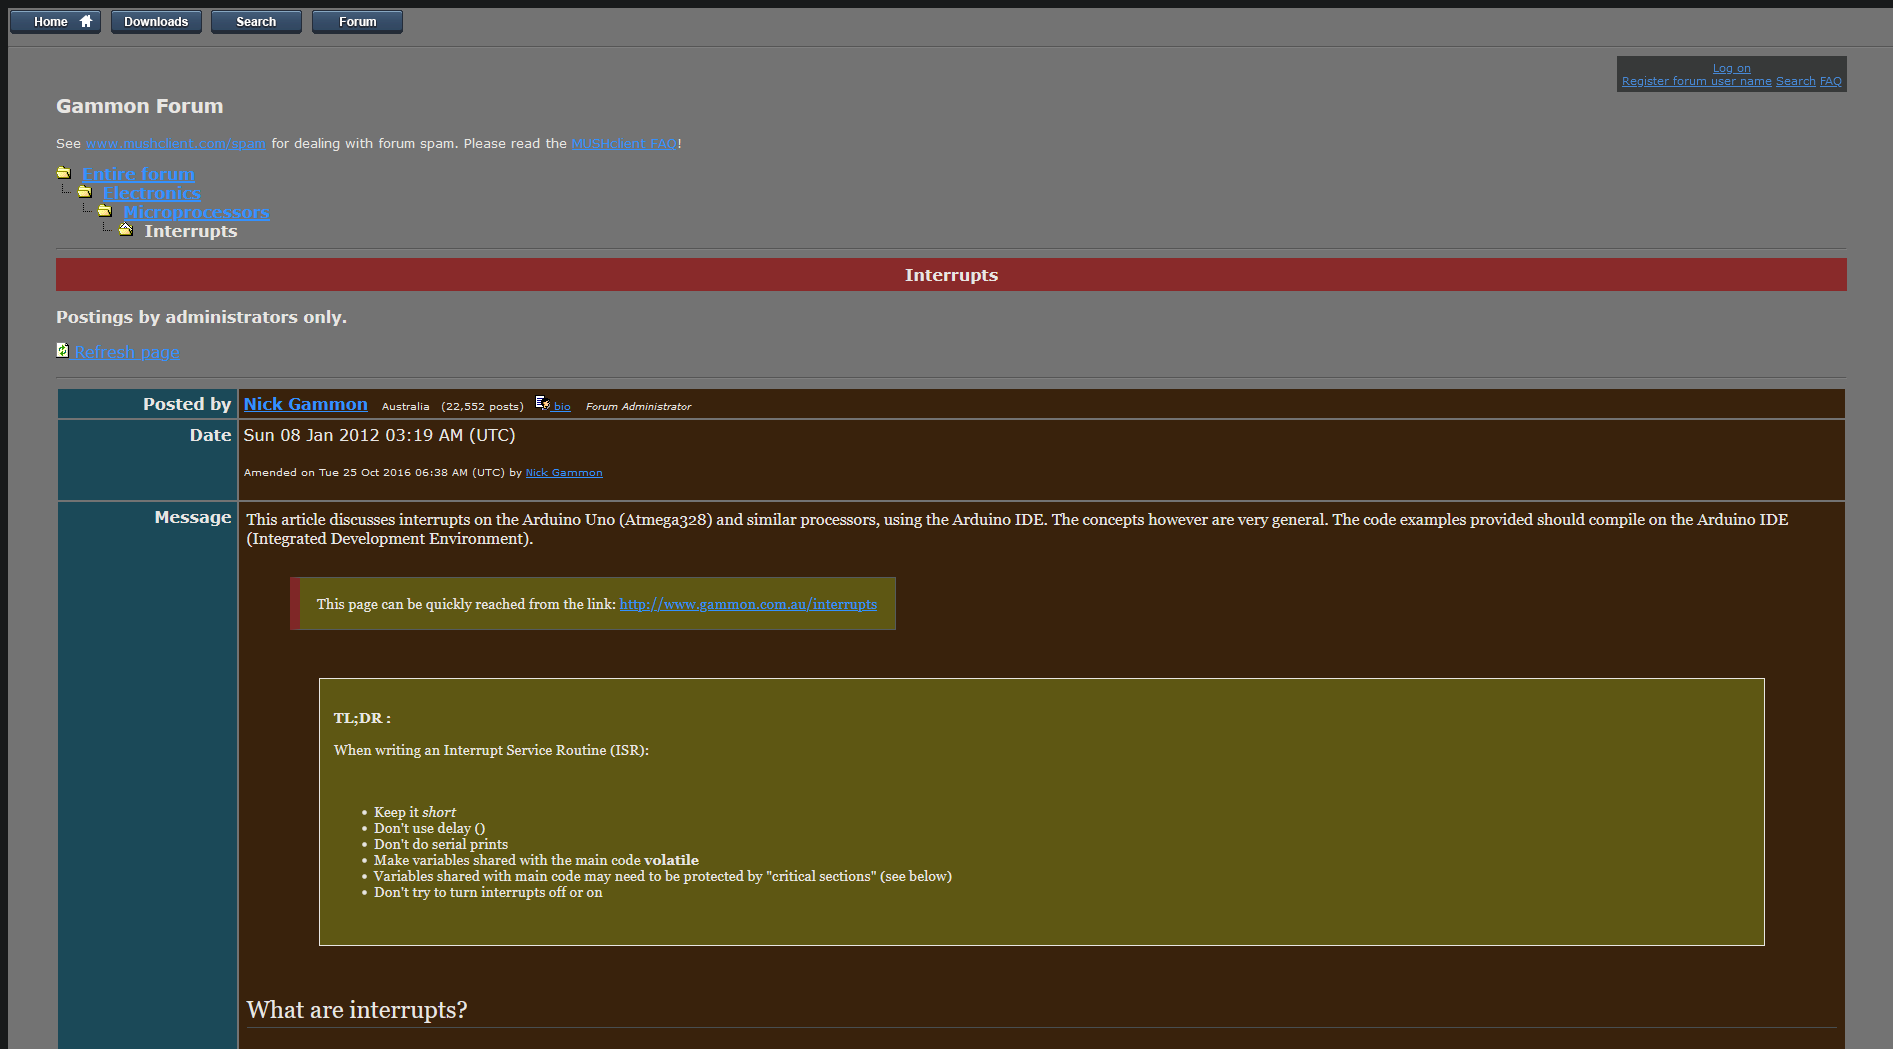 Home
Downloads
Search
Forum
Log on
Register forum user name Search FAQ
Gammon Forum
See www.mushclient.com/spam for dealing with forum spam. Please read the MUSHclient FAQ!
Entire forum
Electronics
Microprocessors
Interrupts
Interrupts
Postings by administrators only.
Refresh page
Posted by
Nick Gammon Australia (22,552 posts) bio Forum Administrator
Date
Sun 08 Jan 2012 03:19 AM (UTC)
Amended on Tue 25 Oct 2016 06:38 AM (UTC) by Nick Gammon
Message
This article discusses interrupts on the Arduino Uno (Atmega328) and similar processors, using the Arduino IDE. The concepts however are very general. The code examples provided should compile on the Arduino IDE
(Integrated Development Environment).
This page can be quickly reached from the link: http://www.gammon.com.au/interrupts
TL;DR :
When writing an Interrupt Service Routine (ISR):
• Keep it short
• Don't use delay ()
• Don't do serial prints
• Make variables shared with the main code volatile
• Variables shared with main code may need to be protected by "critical sections" (see below)
• Don't try to turn interrupts off or on
What are interrupts?